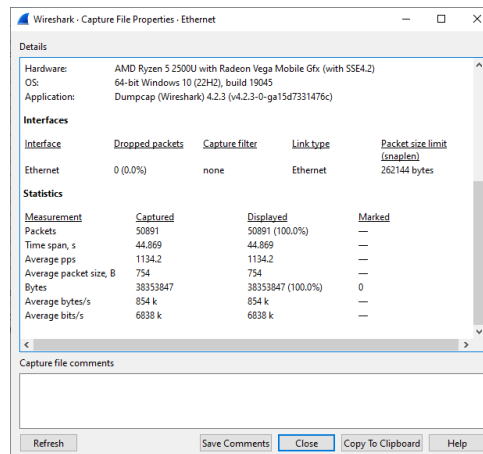 Wireshark · Capture File Properties · Ethernet
Details
Hardware: AMD Ryzen 5 2500U with Radeon Vega Mobile Gfx (with SSE4.2)
OS: 64-bit Windows 10 (22H2), build 19045
Application: Dumpcap (Wireshark) 4.2.3 (v4.2.3-0-ga15d7331476c)
Interfaces
Interface Dropped packets Capture filter Link type Packet size limit
(snaplen)
Ethernet 0 (0.0%) none Ethernet 262144 bytes
Statistics
Measurement Captured Displayed Marked
Packets 50891 50891 (100.0%) —
Time span, s 44.869 44.869 —
Average pps 1134.2 1134.2 —
Average packet size, B 754 754 —
Bytes 38353847 38353847 (100.0%) 0
Average bytes/s 854 k 854 k —
Average bits/s 6838 k 6838 k —
Capture file comments
Refresh Save Comments Close Copy To Clipboard Help